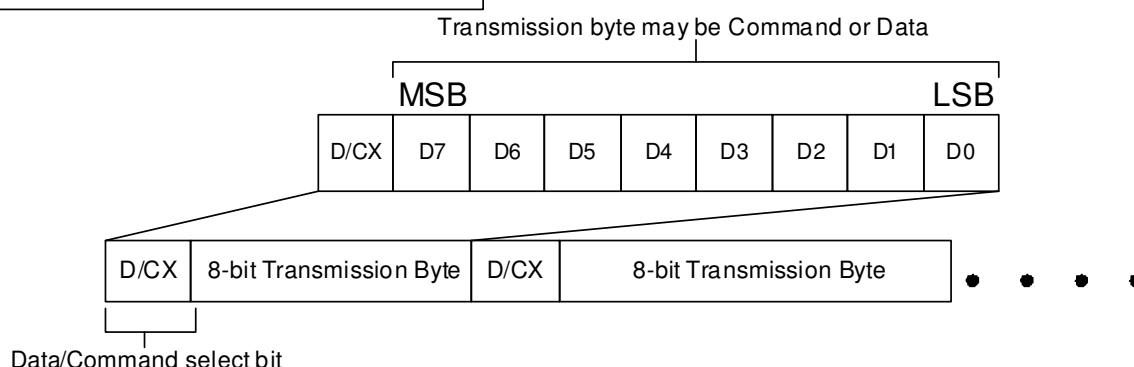 Transmission byte may be Command or Data
MSB LSB
D/CX D7 D6 D5 D4 D3 D2 D1 D0
D/CX 8-bit Transmission Byte D/CX 8-bit Transmission Byte
Data/Command select bit